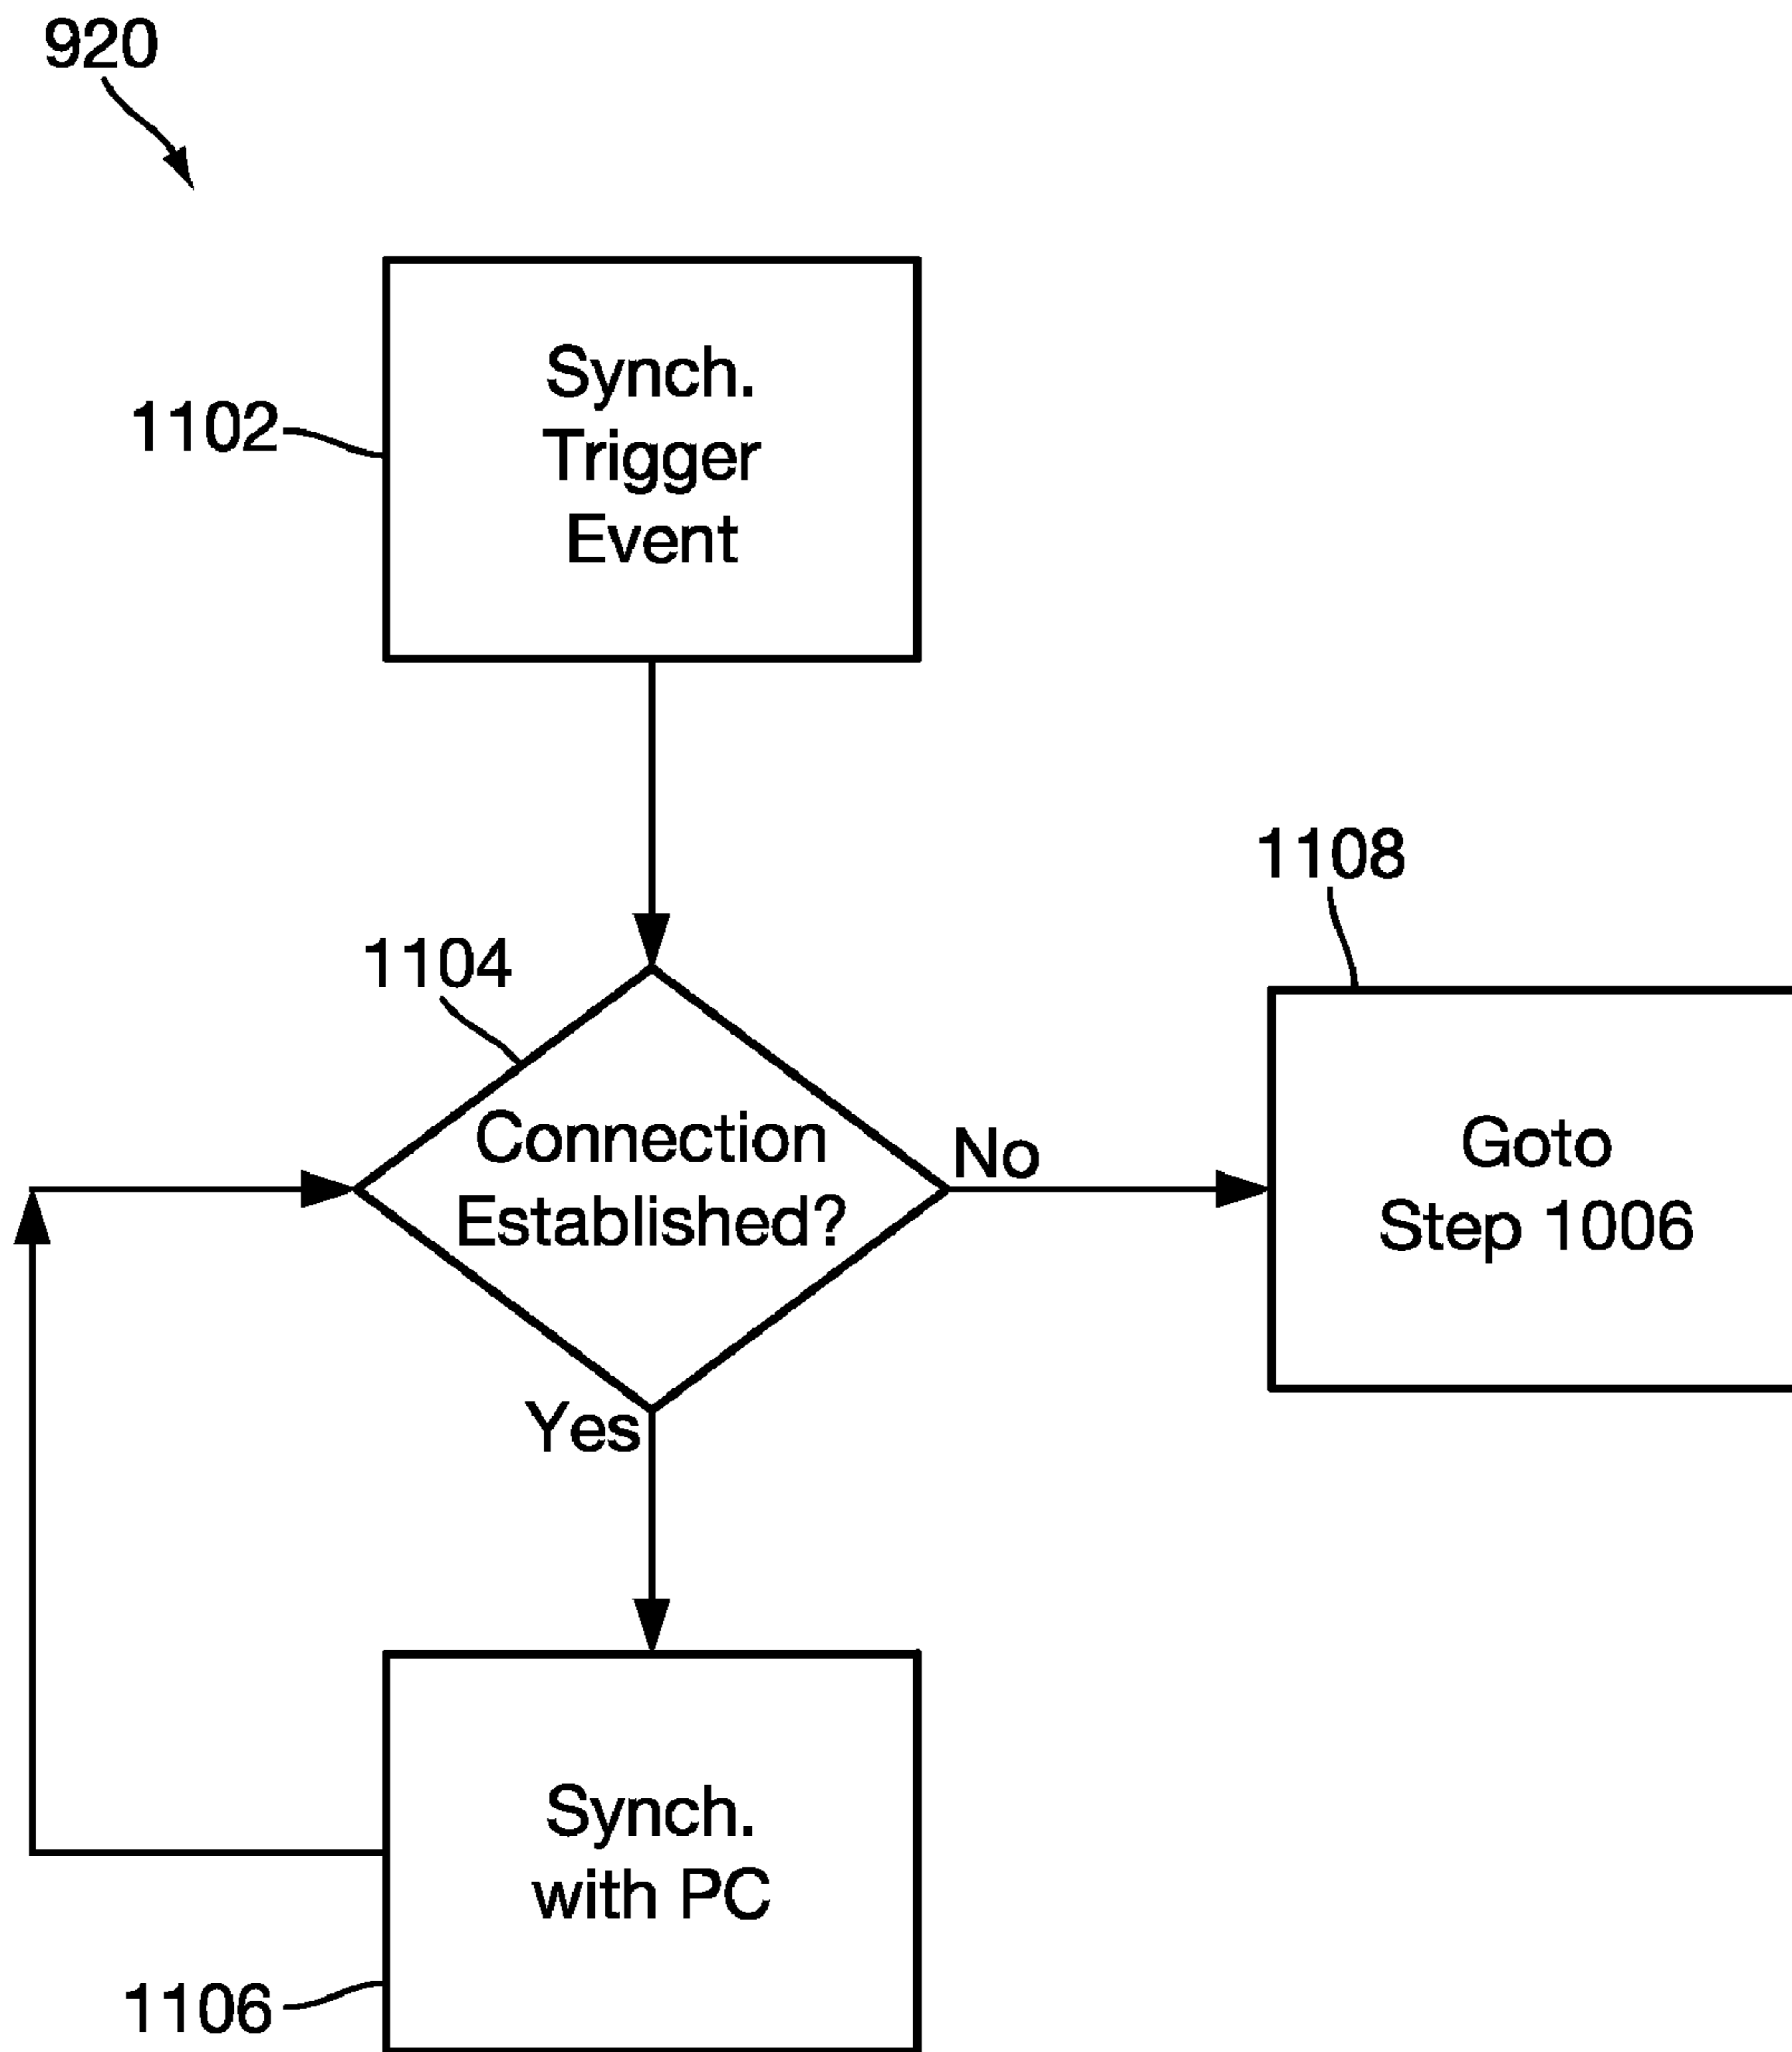 920
1102
Synch.
Trigger
Event
1104
1108
Connection
Established?
No
Goto
Step 1006
Yes
Synch.
with PC
1106